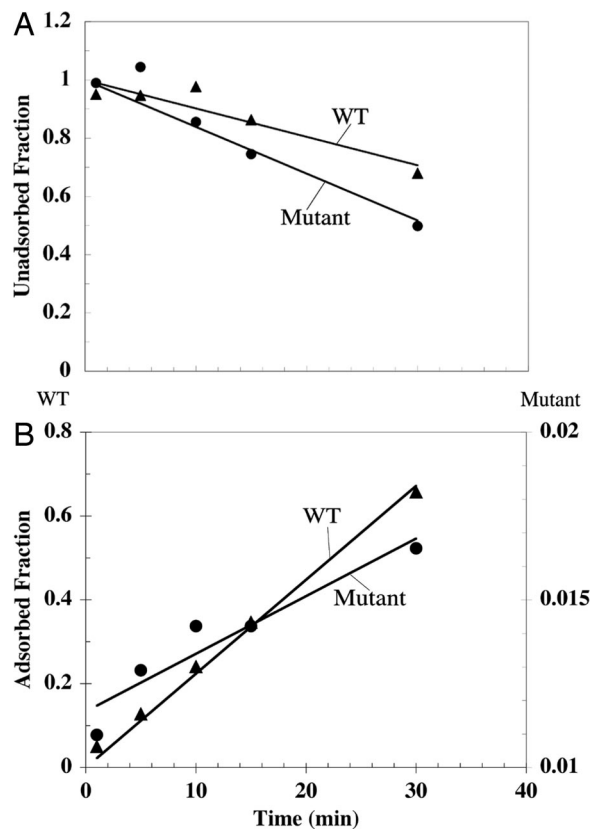 A
1.2
1
0.8
0.6
0.4
0.2
0
Unadsorbed Fraction
WT
Mutant
WT
Mutant
B
0.8
0.6
0.4
0.2
0
Adsorbed Fraction
WT
Mutant
0.02
0.015
0.01
0
10
20
30
40
Time (min)